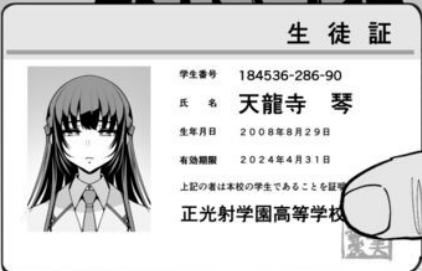 生徒証
学生番号 184536-286-90
氏名 天龍寺 琴
生年月日 2008年8月29日
有効期限 2024年4月31日
上記の者は本校の学生であることを証明
正光射学園高等学校